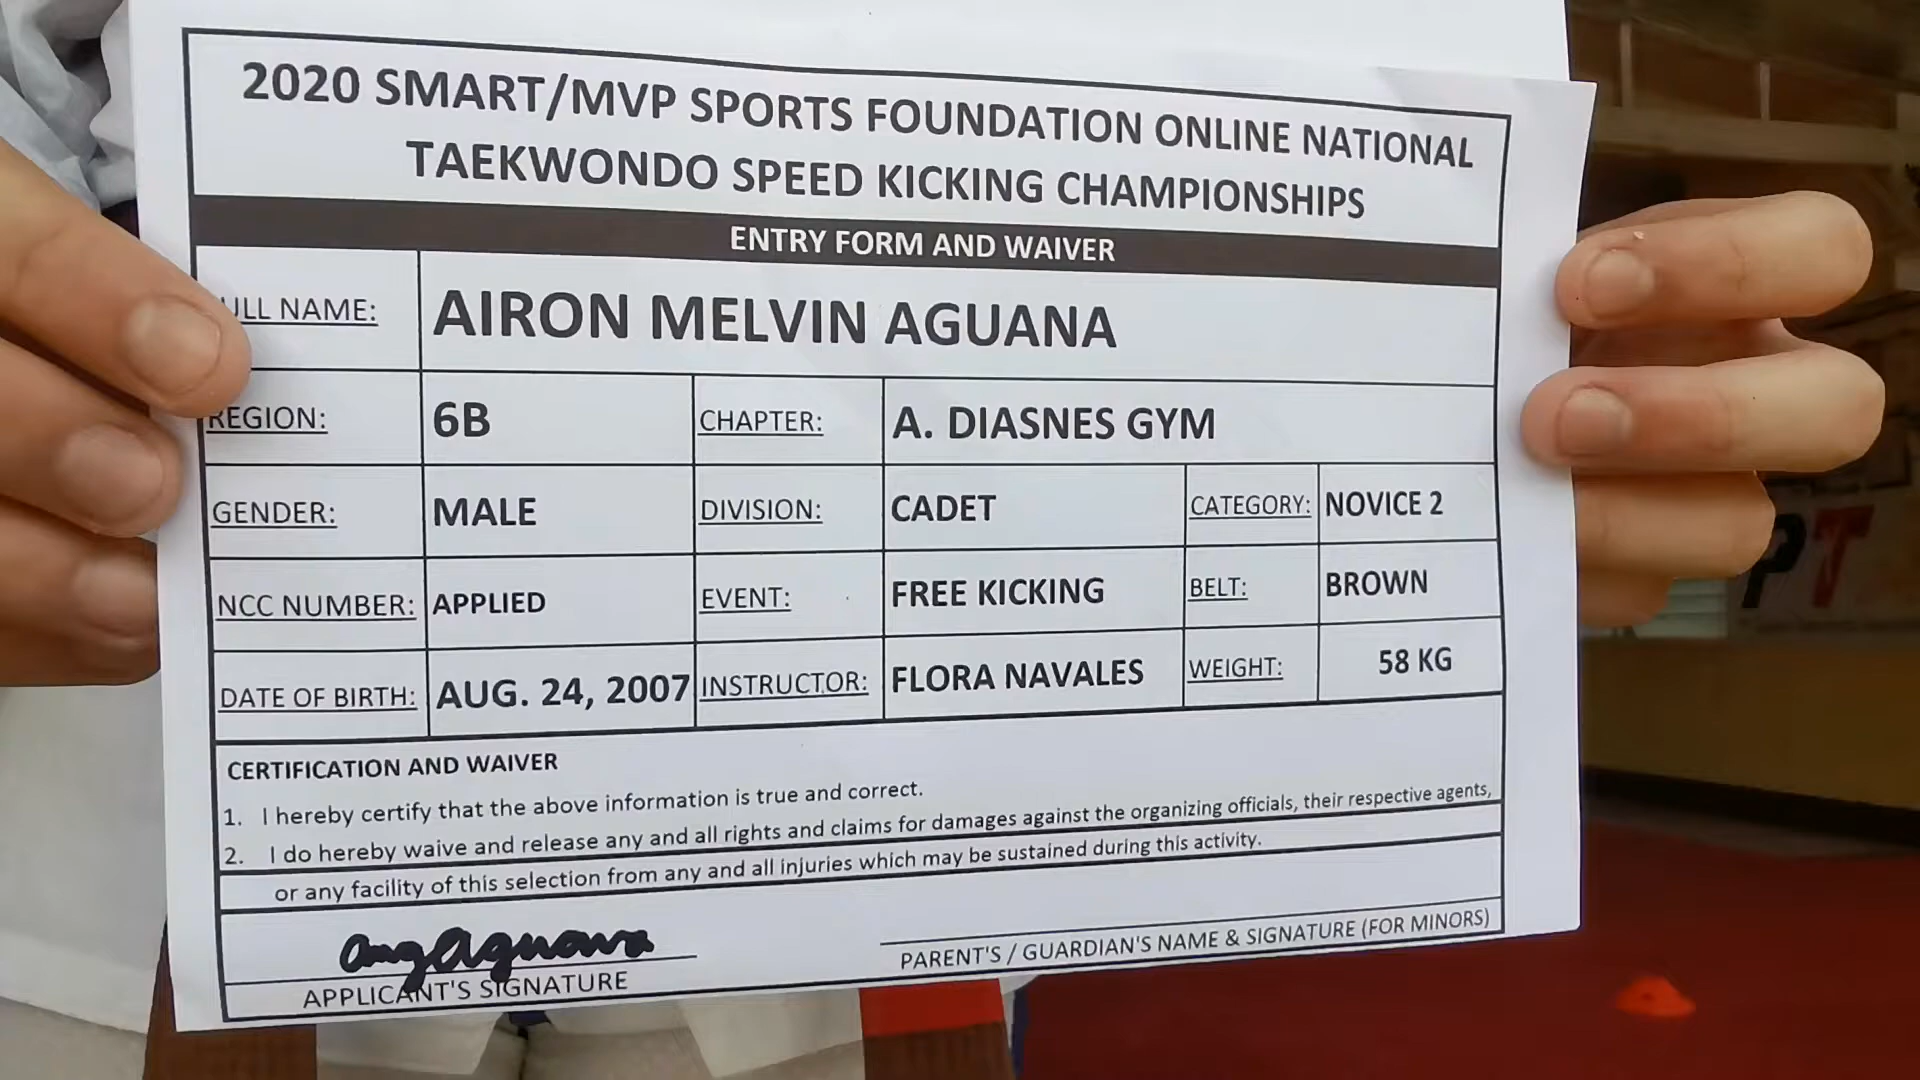 2020 SMART/MVP SPORTS FOUNDATION ONLINE NATIONAL
TAEKWONDO SPEED KICKING CHAMPIONSHIPS
ENTRY FORM AND WAIVER
ULL NAME: AIRON MELVIN AGUANA
REGION: 6B CHAPTER: A. DIASNES GYM
GENDER: MALE DIVISION: CADET CATEGORY: NOVICE 2
NCC NUMBER: APPLIED EVENT: FREE KICKING BELT: BROWN
DATE OF BIRTH: AUG. 24, 2007 INSTRUCTOR: FLORA NAVALES WEIGHT: 58 KG
CERTIFICATION AND WAIVER
1. I hereby certify that the above information is true and correct.
2. I do hereby waive and release any and all rights and claims for damages against the organizing officials, their respective agents,
or any facility of this selection from any and all injuries which may be sustained during this activity.
APPLICANT'S SIGNATURE
PARENT'S / GUARDIAN'S NAME & SIGNATURE (FOR MINORS)
PT